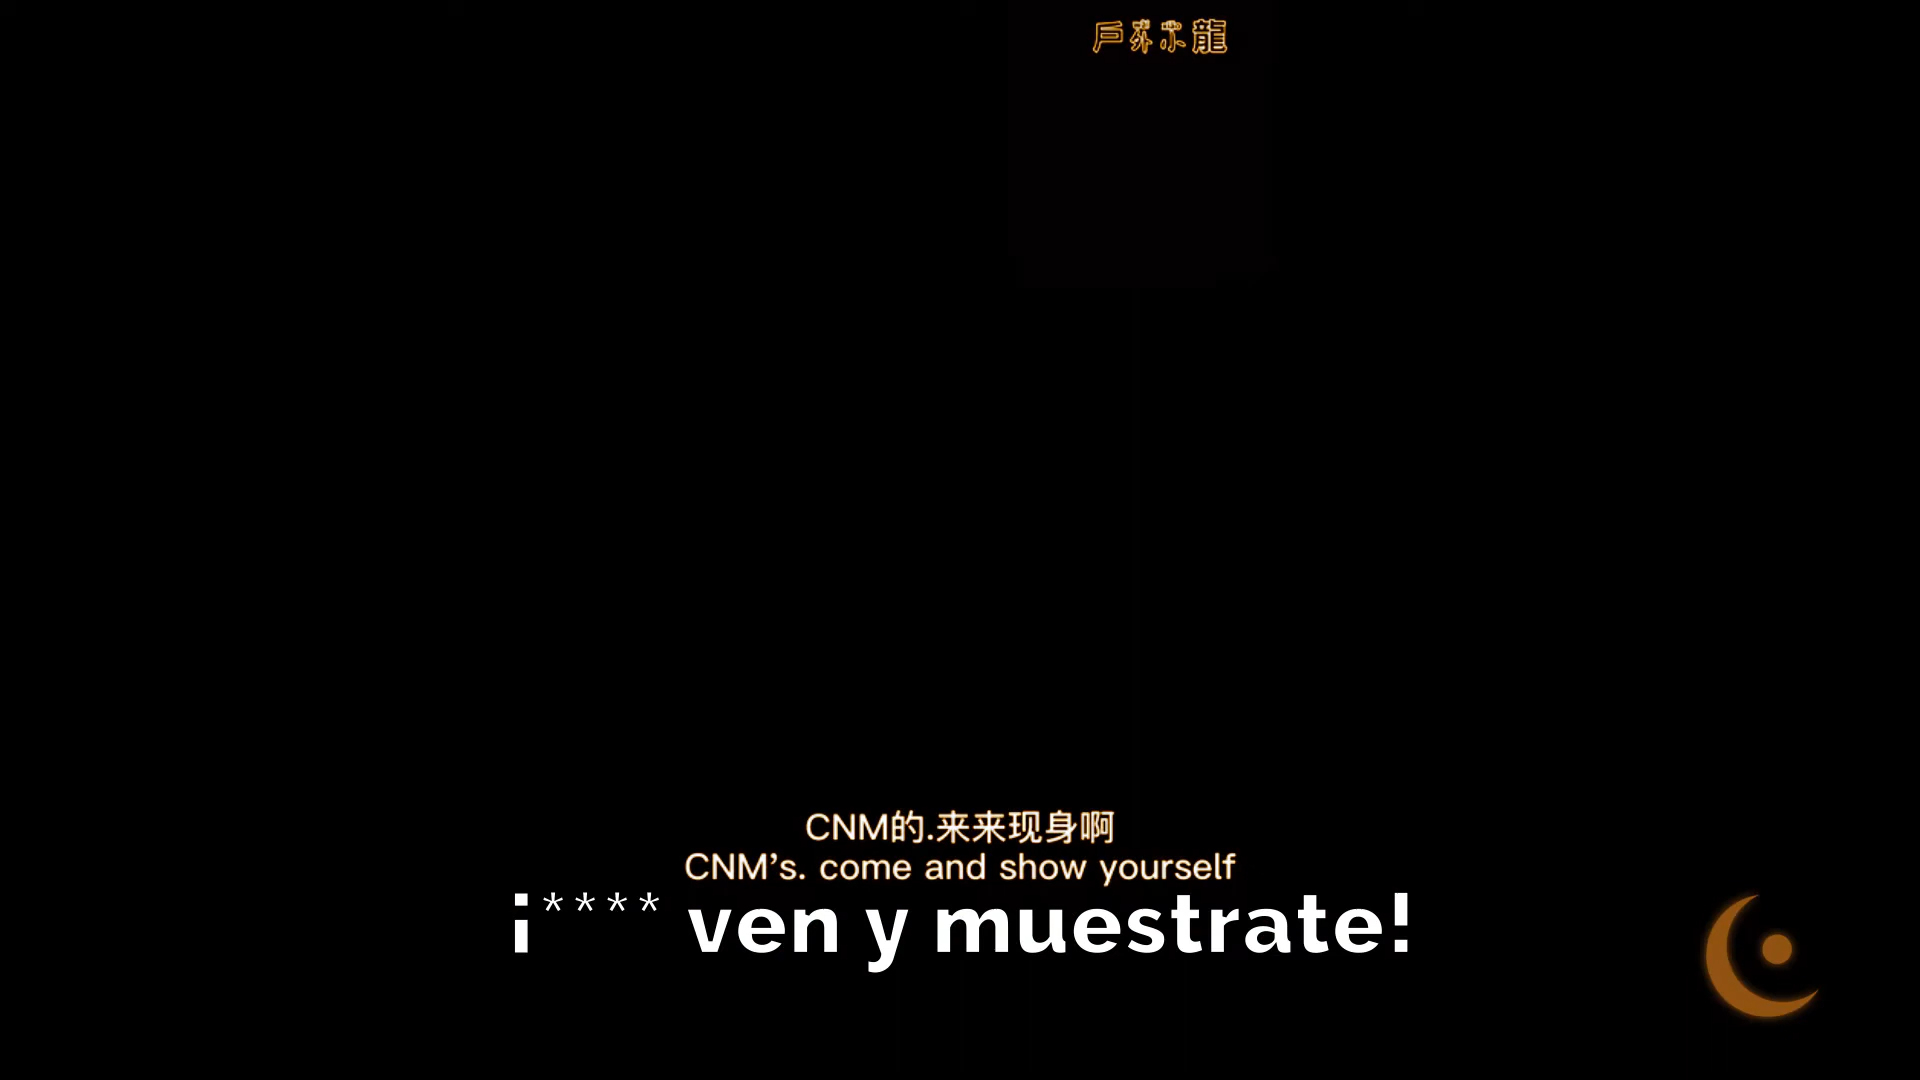 CNM的.来来现身啊
CNM’s. come and show yourself
¡**** ven y muestrate!